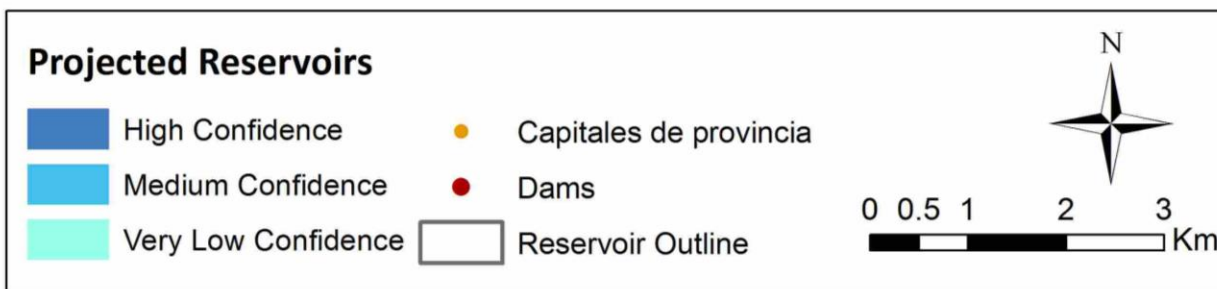 Projected Reservoirs
High Confidence
Medium Confidence
Very Low Confidence
Capitales de provincia
Dams
Reservoir Outline
N
0 0.5 1 2 3
Km